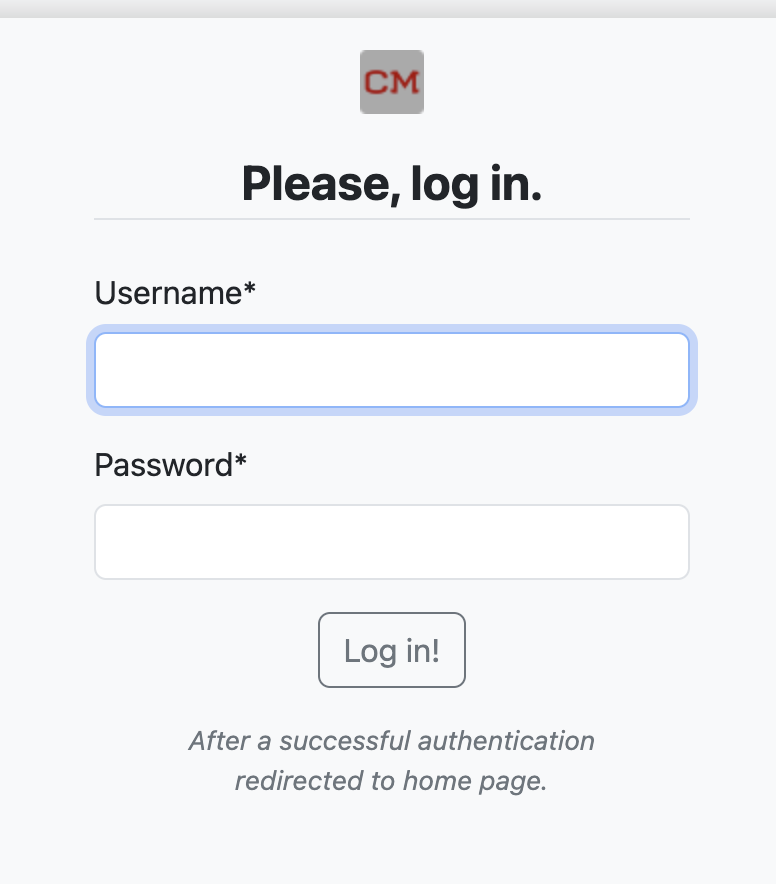 CM
Please, log in.
Username*
Password*
Log in!
After a successful authentication
redirected to home page.